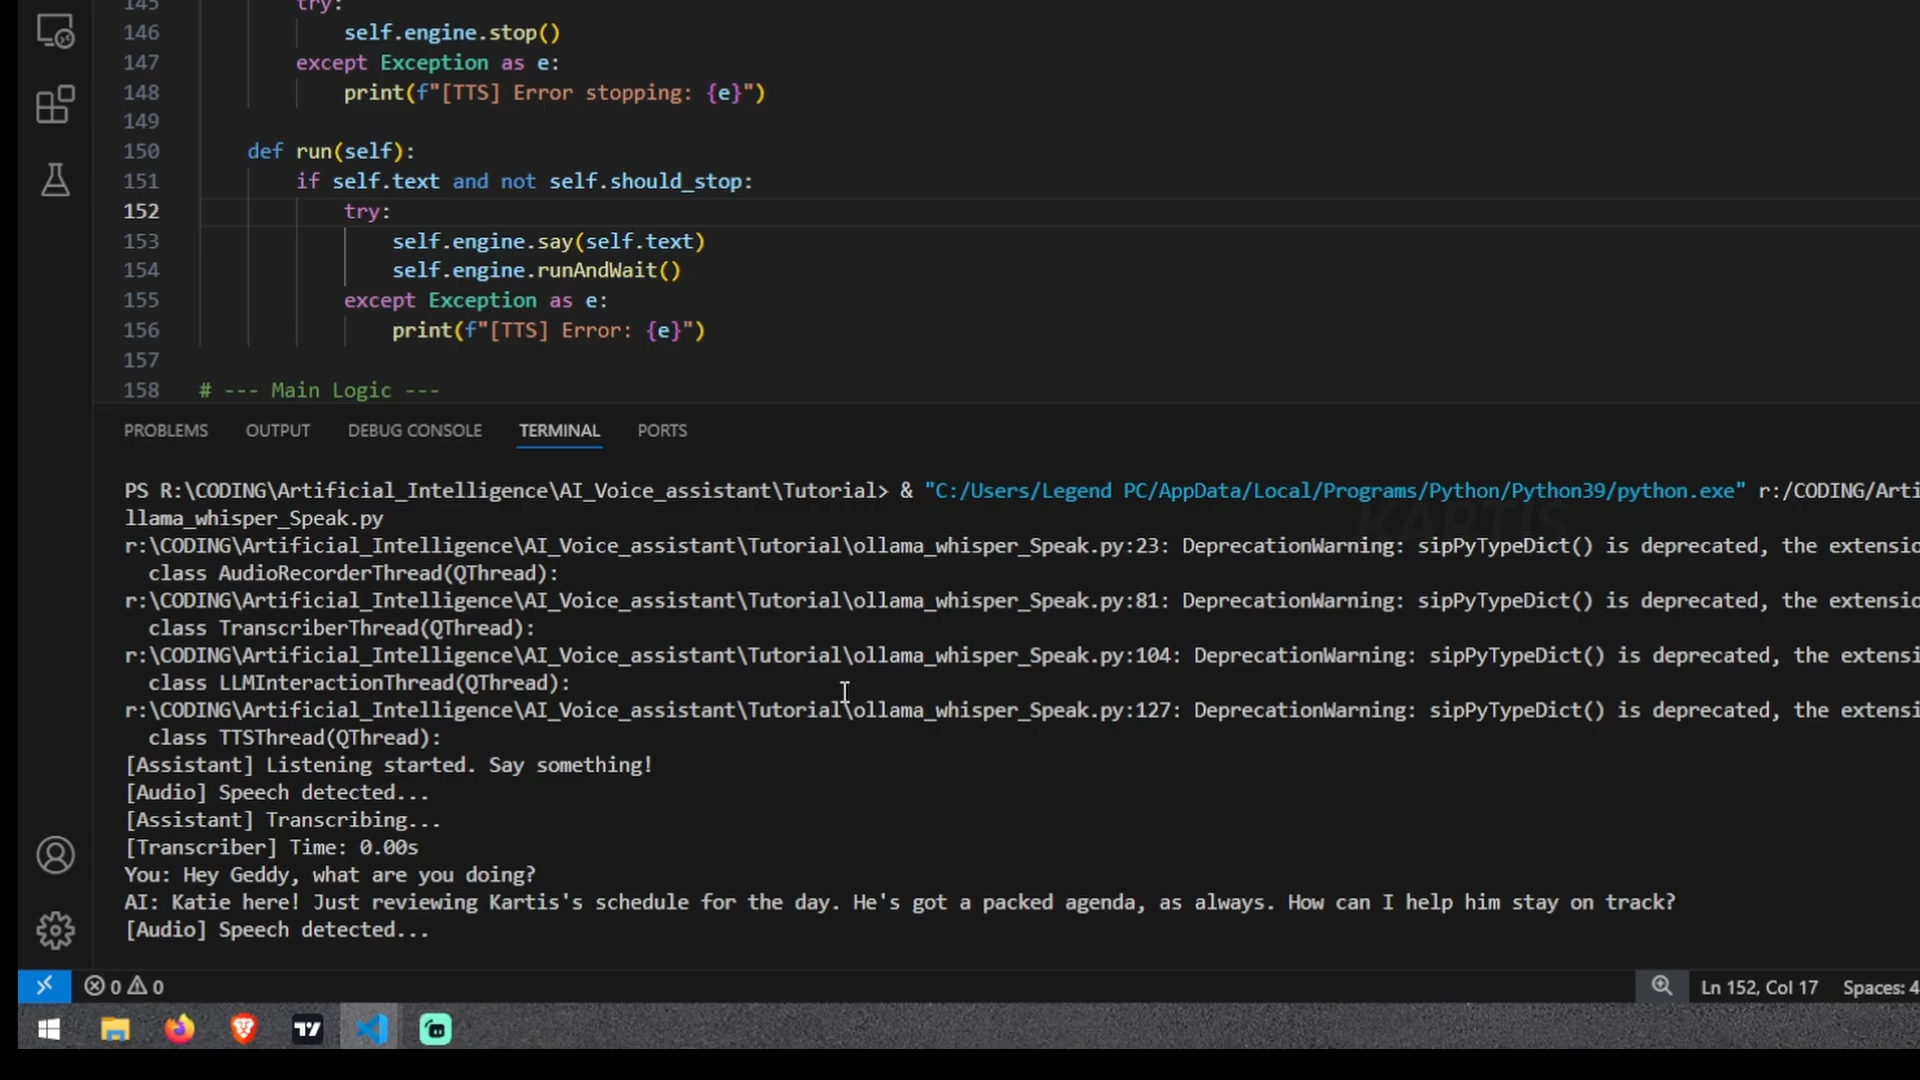 145 try:
146 self.engine.stop()
147 except Exception as e:
148 print(f"[TTS] Error stopping: {e}")
149
150 def run(self):
151 if self.text and not self.should_stop:
152 try:
153 self.engine.say(self.text)
154 self.engine.runAndWait()
155 except Exception as e:
156 print(f"[TTS] Error: {e}")
157
158 # --- Main Logic ---
PROBLEMS OUTPUT DEBUG CONSOLE TERMINAL PORTS
PS R:\CODING\Artificial_Intelligence\AI_Voice_assistant\Tutorial> & "C:/Users/Legend PC/AppData/Local/Programs/Python/Python39/python.exe" r:/CODING/Arti
llama_whisper_Speak.py
KARTIS
r:\CODING\Artificial_Intelligence\AI_Voice_assistant\Tutorial\ollama_whisper_Speak.py:23: DeprecationWarning: sipPyTypeDict() is deprecated, the extensio
class AudioRecorderThread(QThread):
r:\CODING\Artificial_Intelligence\AI_Voice_assistant\Tutorial\ollama_whisper_Speak.py:81: DeprecationWarning: sipPyTypeDict() is deprecated, the extensio
class TranscriberThread(QThread):
r:\CODING\Artificial_Intelligence\AI_Voice_assistant\Tutorial\ollama_whisper_Speak.py:104: DeprecationWarning: sipPyTypeDict() is deprecated, the extensi
class LLMInteractionThread(QThread):
r:\CODING\Artificial_Intelligence\AI_Voice_assistant\Tutorial\ollama_whisper_Speak.py:127: DeprecationWarning: sipPyTypeDict() is deprecated, the extensi
class TTSThread(QThread):
[Assistant] Listening started. Say something!
[Audio] Speech detected...
[Assistant] Transcribing...
[Transcriber] Time: 0.00s
You: Hey Geddy, what are you doing?
AI: Katie here! Just reviewing Kartis's schedule for the day. He's got a packed agenda, as always. How can I help him stay on track?
[Audio] Speech detected...
0 0 Ln 152, Col 17 Spaces: 4